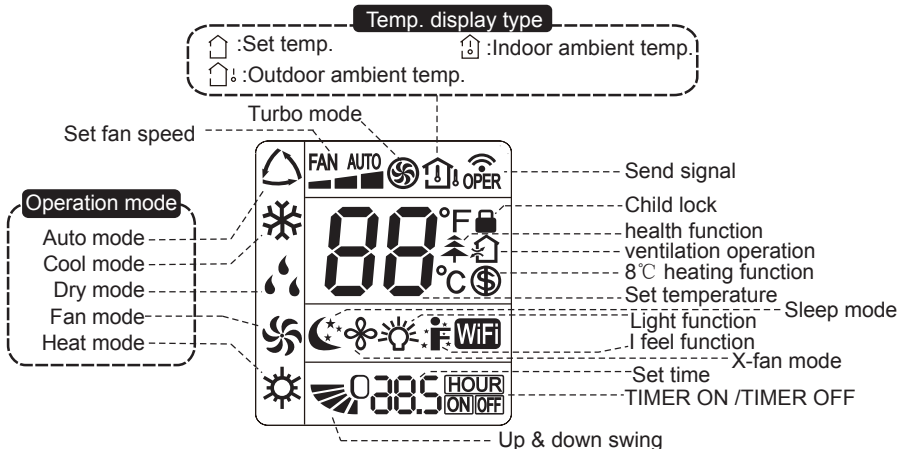 Temp. display type
:Set temp.
:Indoor ambient temp.
:Outdoor ambient temp.
Turbo mode
Set fan speed
FAN AUTO
OPER
Send signal
Operation mode
Auto mode
Cool mode
Dry mode
Fan mode
Heat mode
88
°F
°C
Child lock
health function
ventilation operation
8℃ heating function
Set temperature
Sleep mode
Light function
I feel function
X-fan mode
WiFi
Set time
TIMER ON /TIMER OFF
038.5
HOUR
ON OFF
Up & down swing